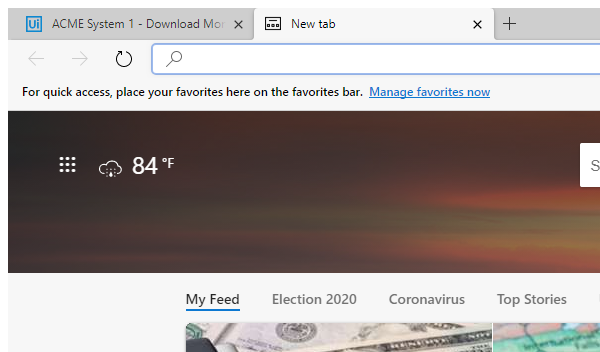 Ui ACME System 1 - Download Mo New tab
For quick access, place your favorites here on the favorites bar. Manage favorites now
84 °F
S
My Feed Election 2020 Coronavirus Top Stories